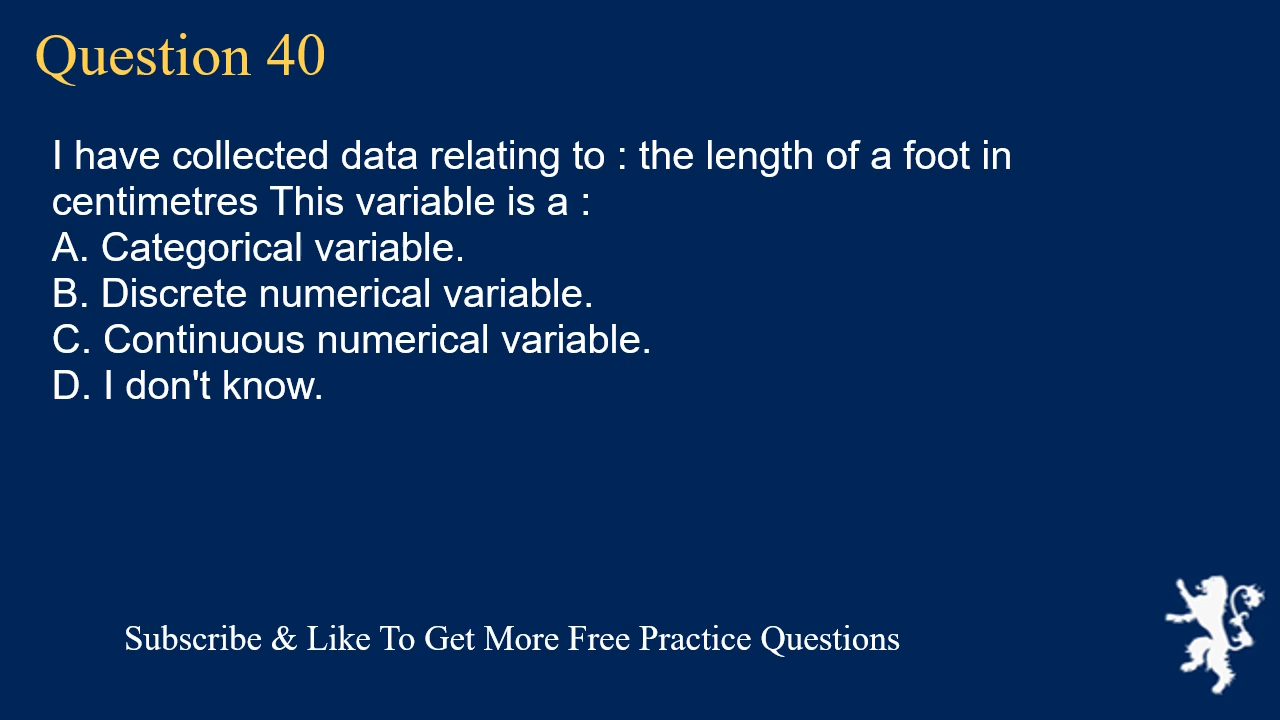 Question 40
I have collected data relating to : the length of a foot in
centimetres This variable is a :
A. Categorical variable.
B. Discrete numerical variable.
C. Continuous numerical variable.
D. I don't know.
Subscribe & Like To Get More Free Practice Questions